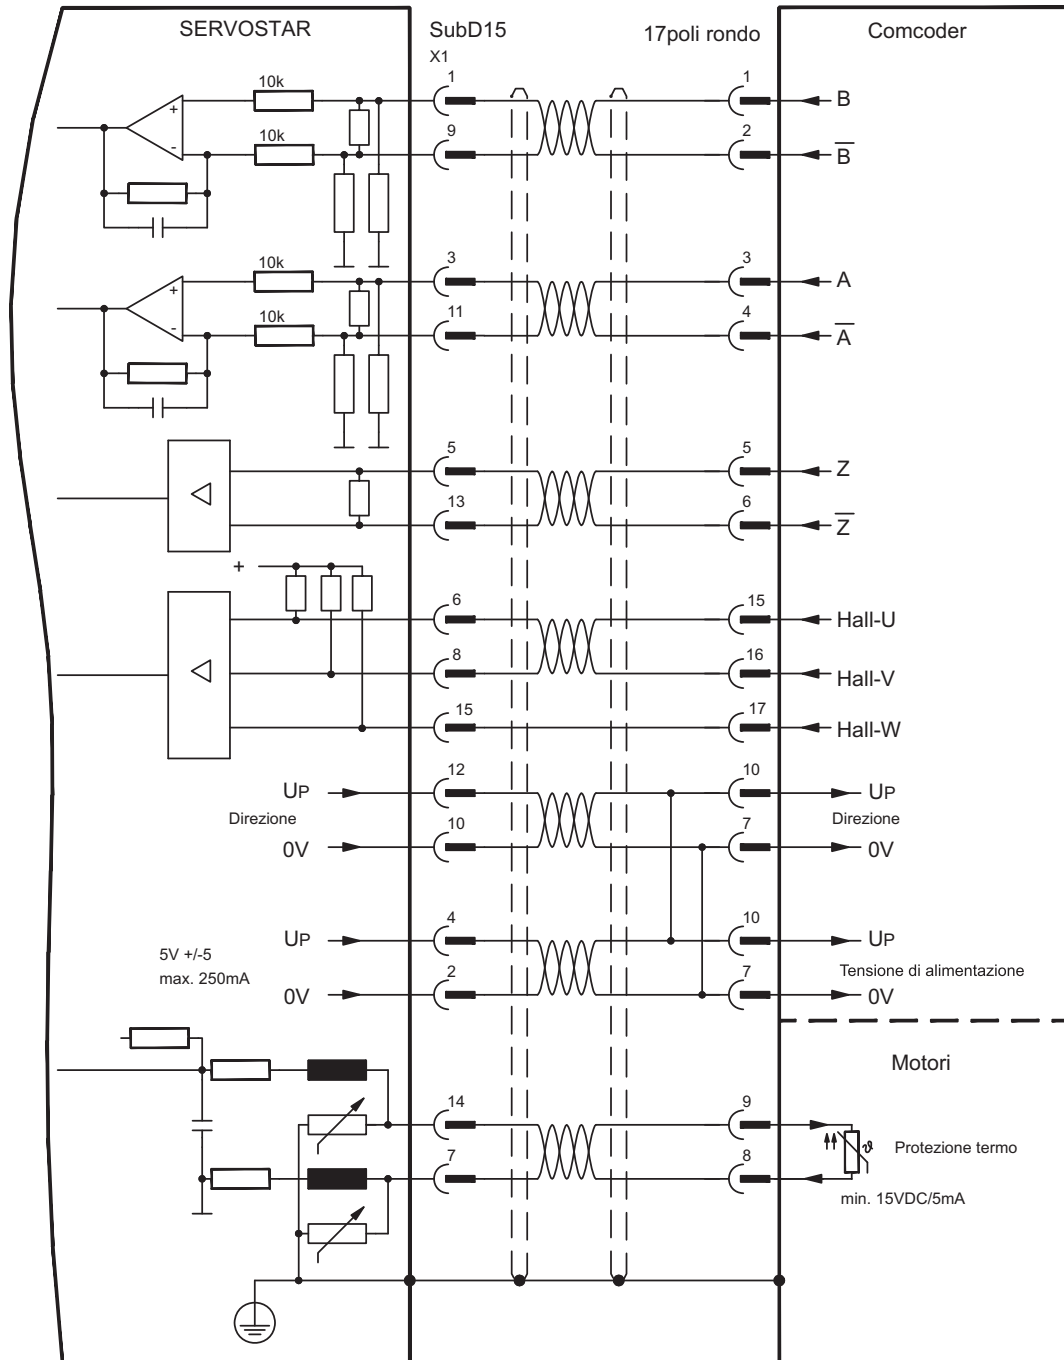 SERVOSTAR SubD15 17poli rondo Comcoder
X1
10k 1 1 B
+
10k 9 2 B̅
-
10k 3 3 A
+
10k 11 4 A̅
-
5 5 Z
13 6 Z̅
+
6 15 Hall-U
8 16 Hall-V
15 17 Hall-W
UP 12 10 UP
Direzione Direzione
0V 10 7 0V
UP 4 10 UP
5V +/-5
max. 250mA
Tensione di alimentazione
0V 2 7 0V
Motori
14 9
ϑ Protezione termo
7 8
min. 15VDC/5mA